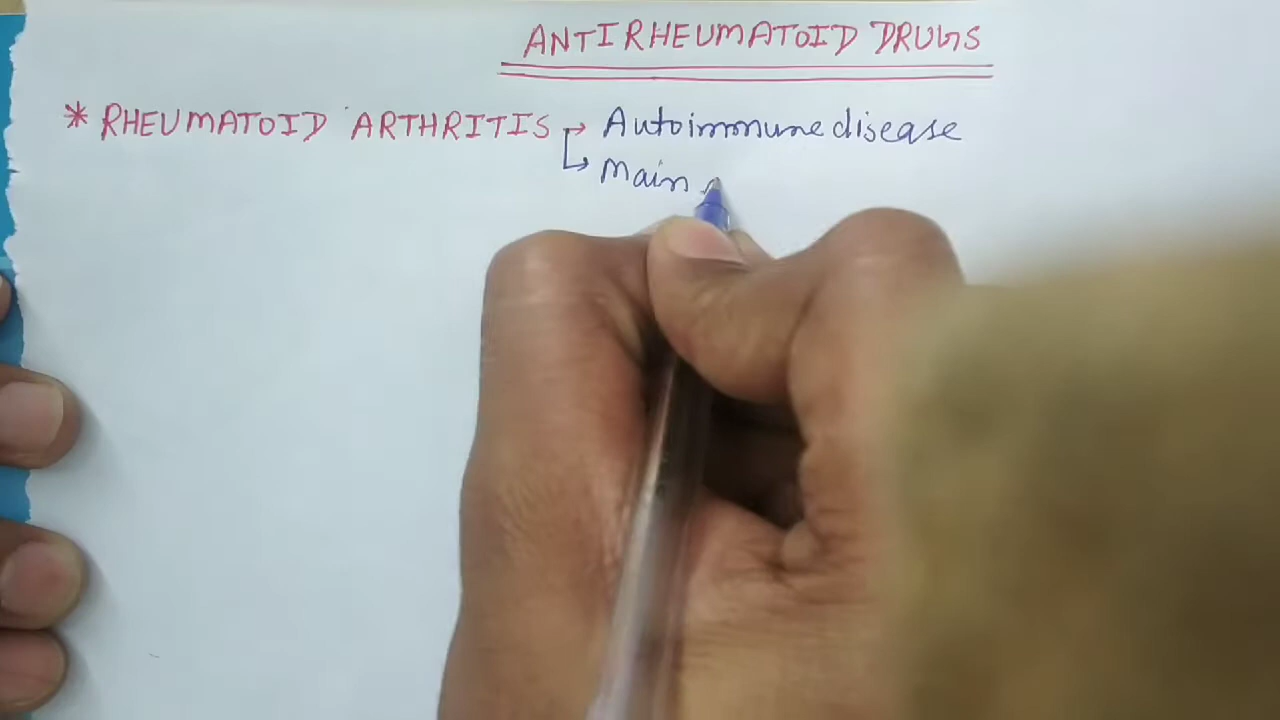 ANTIRHEUMATOID DRUGS
* RHEUMATOID ARTHRITIS → Autoimmune disease
↳ Main